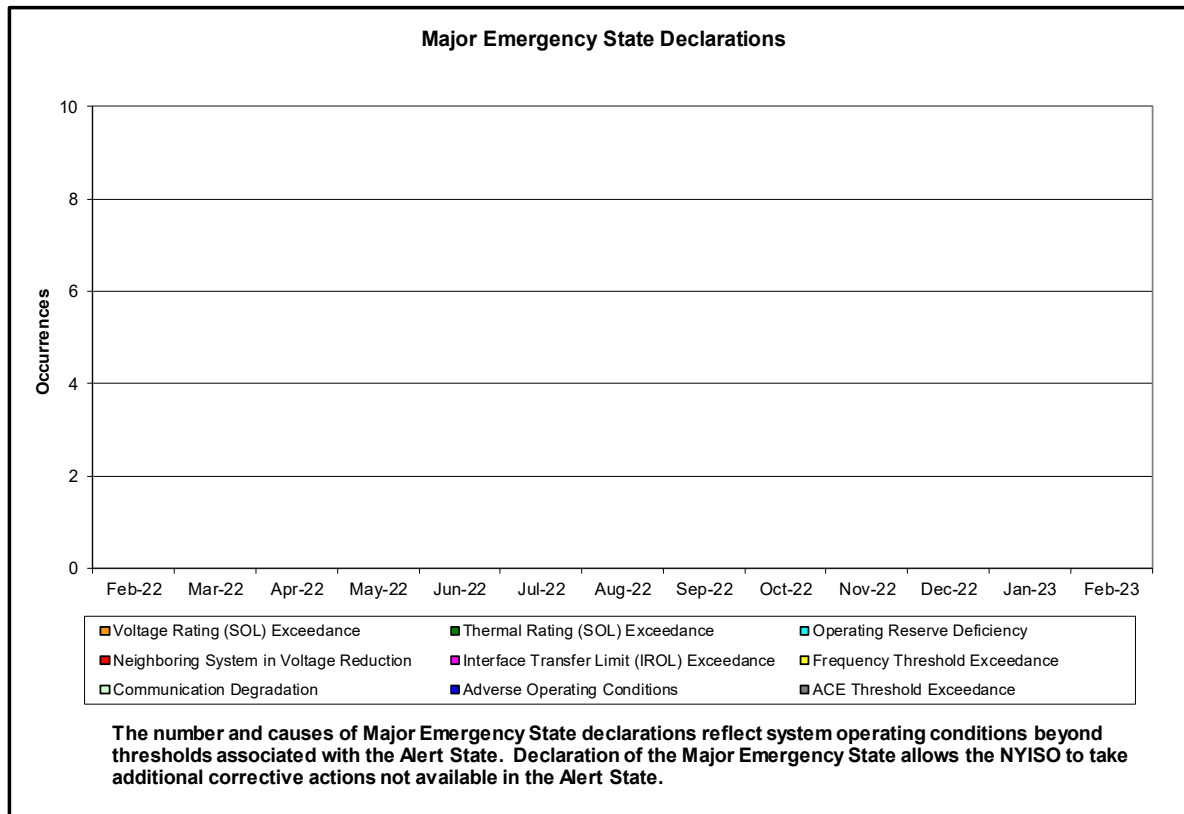 Major Emergency State Declarations
10
8
6
4
2
0
Occurrences
Feb-22 Mar-22 Apr-22 May-22 Jun-22 Jul-22 Aug-22 Sep-22 Oct-22 Nov-22 Dec-22 Jan-23 Feb-23
Voltage Rating (SOL) Exceedance Thermal Rating (SOL) Exceedance Operating Reserve Deficiency
Neighboring System in Voltage Reduction Interface Transfer Limit (IROL) Exceedance Frequency Threshold Exceedance
Communication Degradation Adverse Operating Conditions ACE Threshold Exceedance
The number and causes of Major Emergency State declarations reflect system operating conditions beyond
thresholds associated with the Alert State. Declaration of the Major Emergency State allows the NYISO to take
additional corrective actions not available in the Alert State.